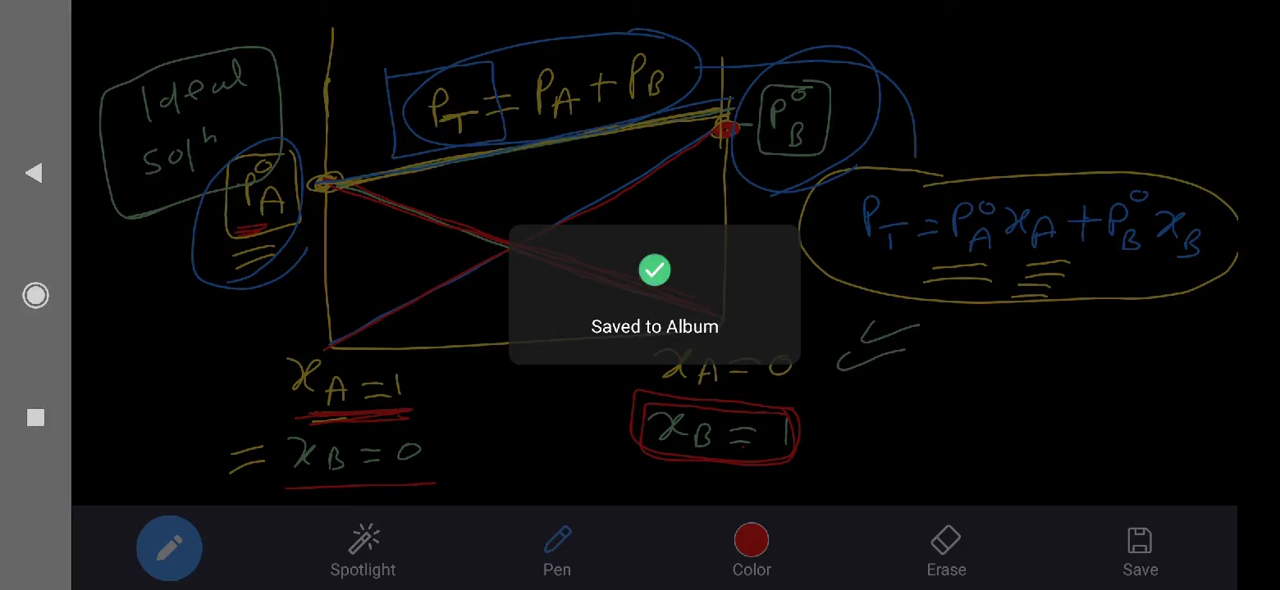 Ideal
solⁿ
P_T = P_A + P_B
P°_B
P°_A
P_T = P°_A x_A + P°_B x_B
Saved to Album
x_A = 1
x_A = 0
x_B = 0
x_B = 1
Spotlight
Pen
Color
Erase
Save